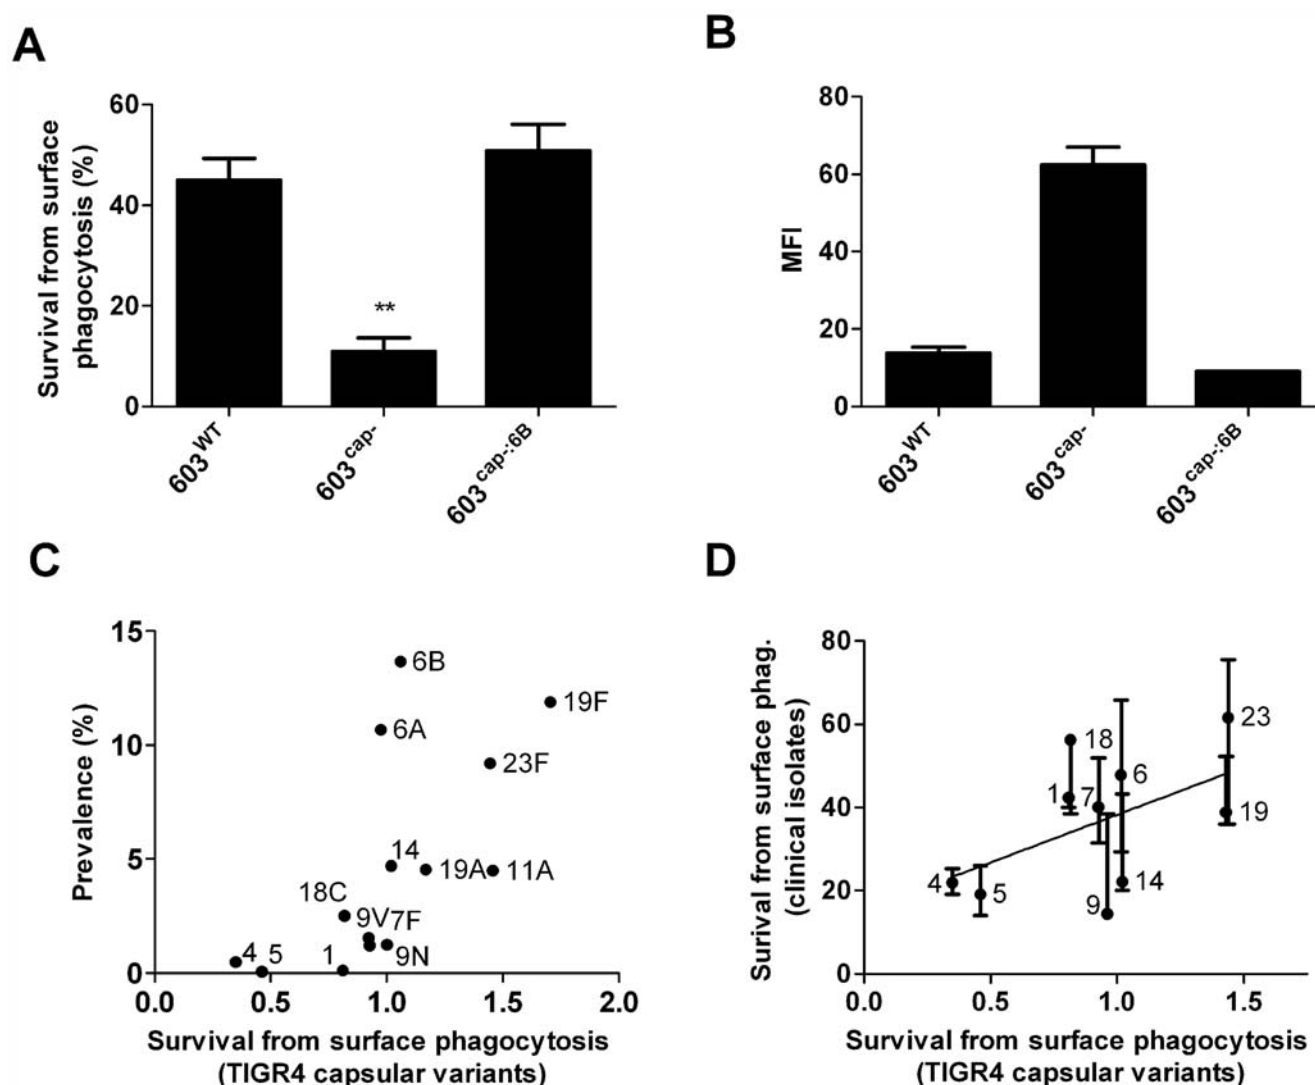 A
Survival from surface
phagocytosis (%)
60
40
20
0
**
603WT
603cap-
603cap-:6B
B
MFI
80
60
40
20
0
603WT
603cap-
603cap-:6B
C
Prevalence (%)
15
10
5
0
6B
19F
6A
23F
14
19A
11A
18C
9V
7F
4
5
1
9N
0.0
0.5
1.0
1.5
2.0
Survival from surface phagocytosis
(TIGR4 capsular variants)
D
Surival from surface phag.
(clinical isolates)
80
60
40
20
0
18
23
6
1
7
19
4
5
9
14
0.0
0.5
1.0
1.5
Survival from surface phagocytosis
(TIGR4 capsular variants)